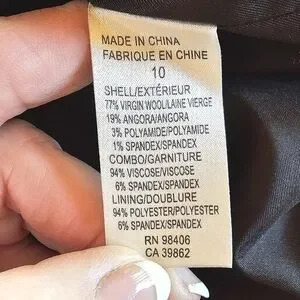 MADE IN CHINA
FABRIQUE EN CHINE
10
SHELL/EXTÉRIEUR
77% VIRGIN WOOL/LAINE VIERGE
19% ANGORA/ANGORA
3% POLYAMIDE/POLYAMIDE
1% SPANDEX/SPANDEX
COMBO/GARNITURE
94% VISCOSE/VISCOSE
6% SPANDEX/SPANDEX
LINING/DOUBLURE
94% POLYESTER/POLYESTER
6% SPANDEX/SPANDEX
RN 98406
CA 39862